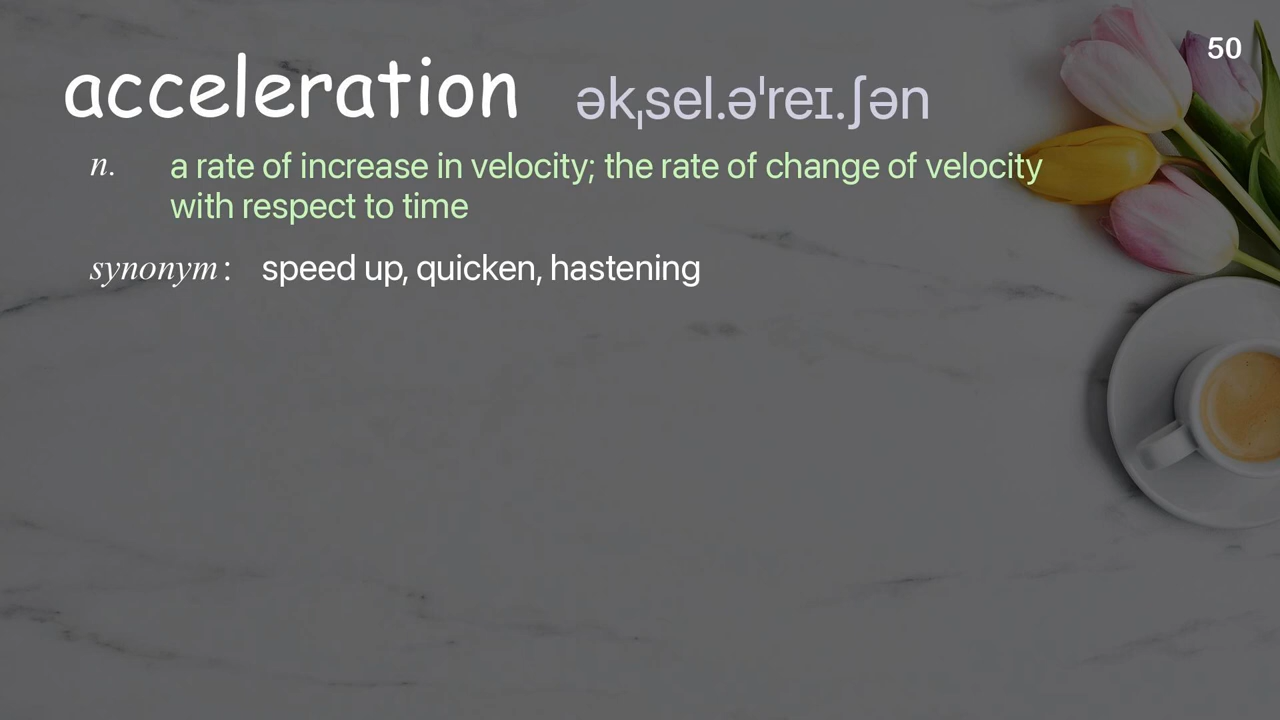 50
acceleration əkˌsel.əˈreɪ.ʃən
n. a rate of increase in velocity; the rate of change of velocity
with respect to time
synonym: speed up, quicken, hastening